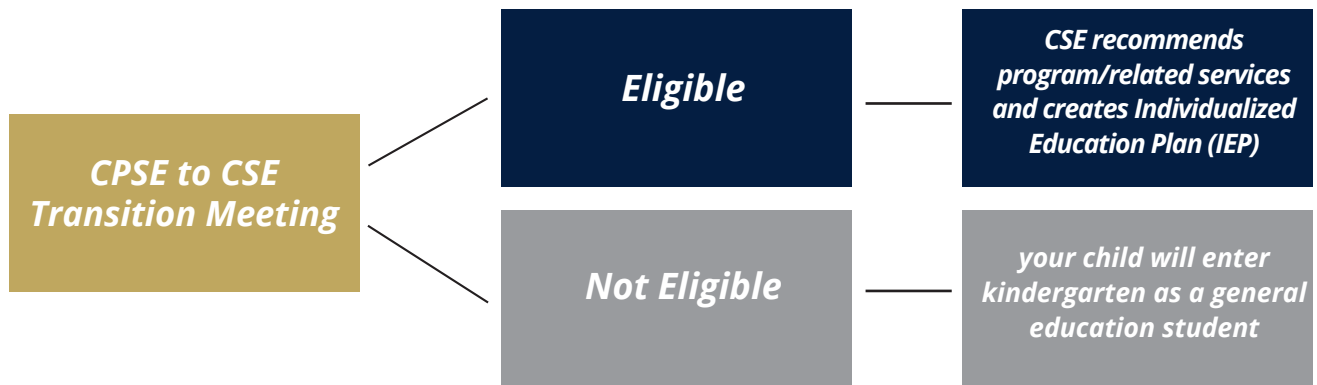 CPSE to CSE
Transition Meeting
Eligible
CSE recommends
program/related services
and creates Individualized
Education Plan (IEP)
Not Eligible
your child will enter
kindergarten as a general
education student